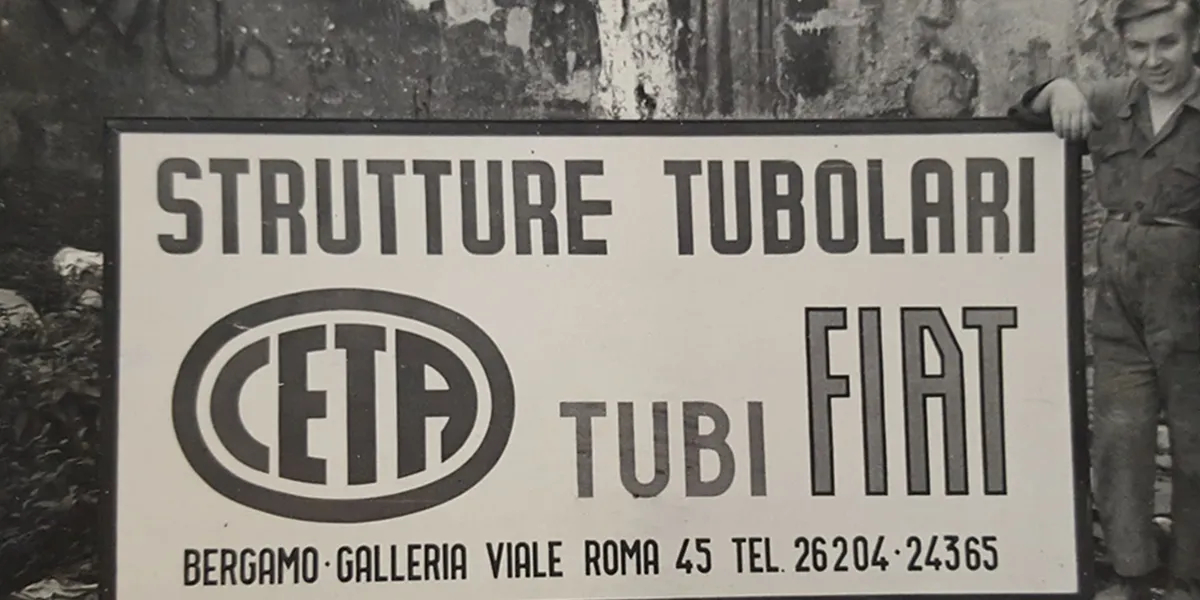 STRUTTURE TUBOLARI
CETA
TUBI FIAT
BERGAMO·GALLERIA VIALE ROMA 45 TEL. 26204·24365